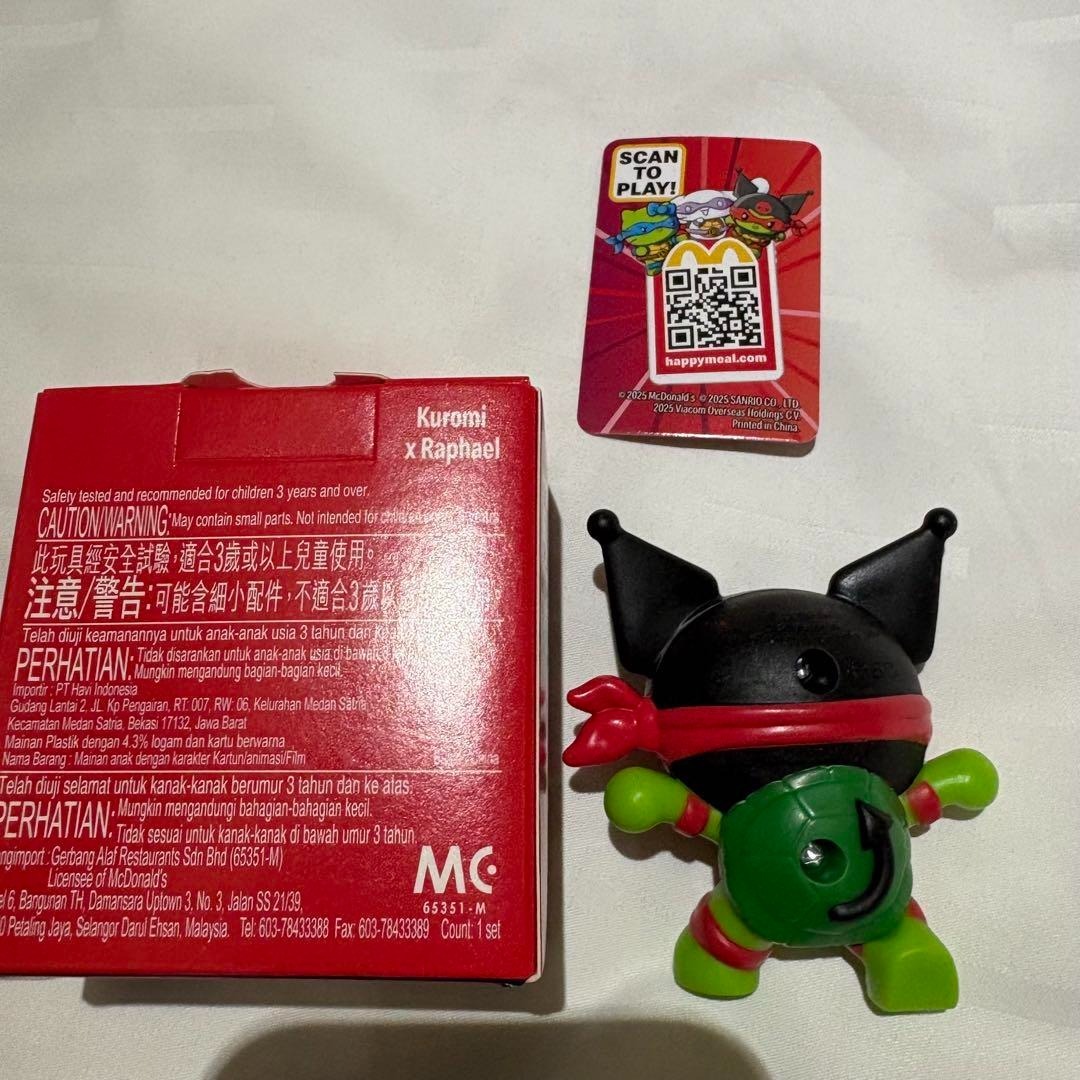 SCAN
TO
PLAY!
happymeal.com
© 2025 McDonald's © 2025 SANRIO CO., LTD.
2025 Viacom Overseas Holdings C.V.
Printed in China.
Kuromi
x Raphael
Safety tested and recommended for children 3 years and over.
CAUTION/WARNING: May contain small parts. Not intended for
此玩具經安全試驗,適合3歲或以上兒童使用。
注意/警告:可能含細小配件,不適合3歲
Telah diuji keamanannya untuk anak-anak usia 3 tahun dan
PERHATIAN: Tidak disarankan untuk anak-anak usia di bawah
Mungkin mengandung bagian-bagian kecil.
Importir : PT Havi Indonesia
Gudang Lantai 2, JL. Kp Pengairan, RT. 007, RW: 06, Kelurahan Medan Satria
Kecamatan Medan Satria, Bekasi 17132, Jawa Barat
Mainan Plastik dengan 4.3% logam dan kartu berwarna
Nama Barang : Mainan anak dengan karakter Kartun/animasi/Film
Telah diuji selamat untuk kanak-kanak berumur 3 tahun dan ke atas.
PERHATIAN: Mungkin mengandungi bahagian-bahagian kecil.
Tidak sesuai untuk kanak-kanak di bawah umur 3 tahun.
ngimport : Gerbang Alaf Restaurants Sdn Bhd (65351-M)
Licensee of McDonald's
el 6, Bangunan TH, Damansara Uptown 3, No. 3, Jalan SS 21/39,
0 Petaling Jaya, Selangor Darul Ehsan, Malaysia. Tel: 603-78433388 Fax: 603-78433389 Count: 1 set
MC
65351-M